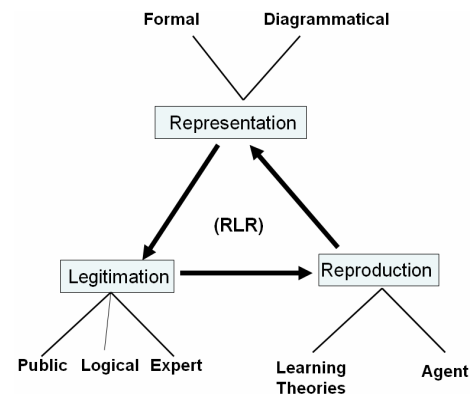 Formal Diagrammatical
Representation
(RLR)
Legitimation
Reproduction
Public Logical Expert
Learning
Theories
Agent